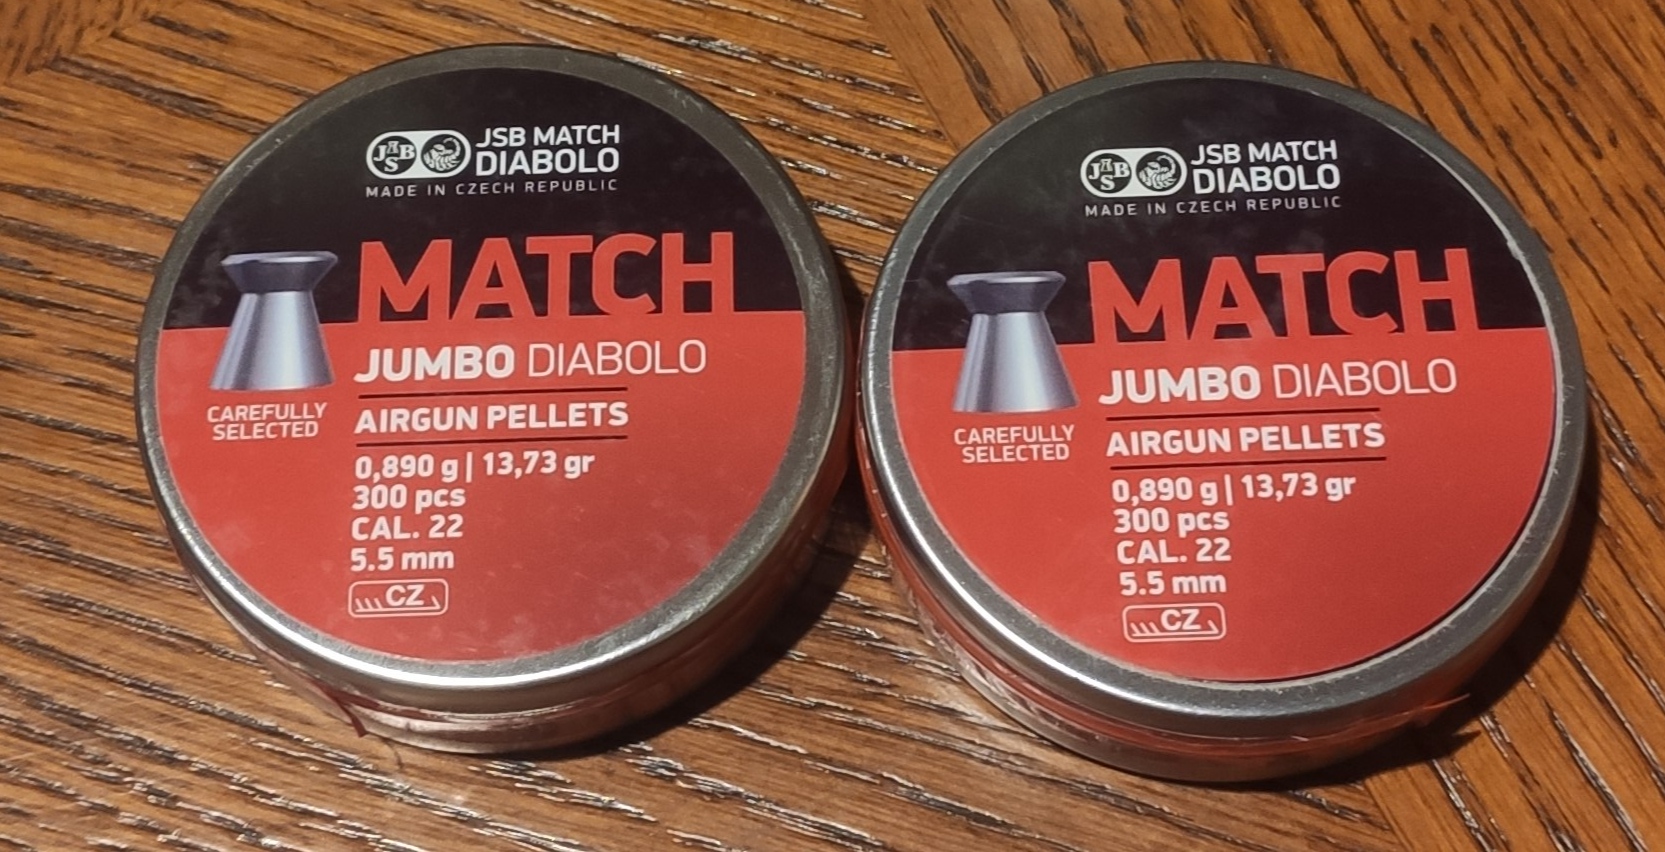 JSB
JSB MATCH
DIABOLO
MADE IN CZECH REPUBLIC
MATCH
JUMBO DIABOLO
CAREFULLY
SELECTED
AIRGUN PELLETS
0,890 g | 13,73 gr
300 pcs
CAL. 22
5.5 mm
CZ
JSB
JSB MATCH
DIABOLO
MADE IN CZECH REPUBLIC
MATCH
JUMBO DIABOLO
CAREFULLY
SELECTED
AIRGUN PELLETS
0,890 g | 13,73 gr
300 pcs
CAL. 22
5.5 mm
CZ